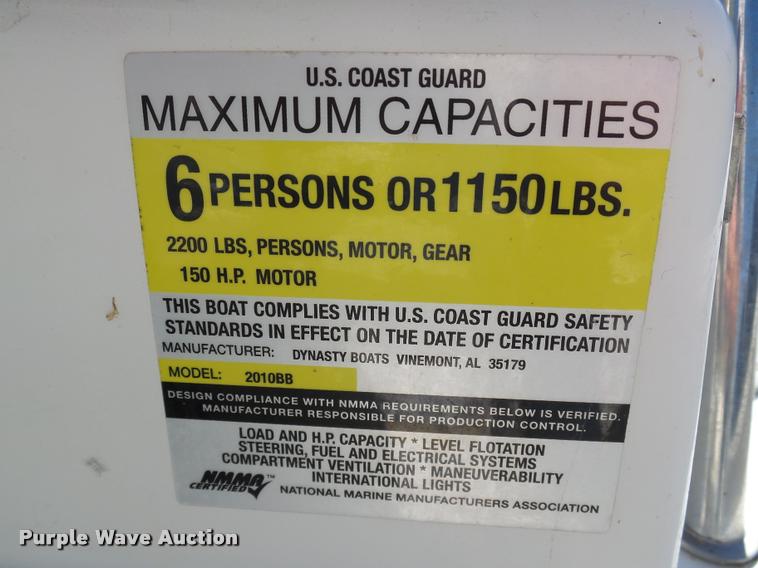 U.S. COAST GUARD
MAXIMUM CAPACITIES
6 PERSONS OR 1150 LBS.
2200 LBS, PERSONS, MOTOR, GEAR
150 H.P. MOTOR
THIS BOAT COMPLIES WITH U.S. COAST GUARD SAFETY
STANDARDS IN EFFECT ON THE DATE OF CERTIFICATION
MANUFACTURER: DYNASTY BOATS VINEMONT, AL 35179
MODEL: 2010BB
DESIGN COMPLIANCE WITH NMMA REQUIREMENTS BELOW IS VERIFIED.
MANUFACTURER RESPONSIBLE FOR PRODUCTION CONTROL.
LOAD AND H.P. CAPACITY * LEVEL FLOTATION
STEERING, FUEL AND ELECTRICAL SYSTEMS
COMPARTMENT VENTILATION * MANEUVERABILITY
INTERNATIONAL LIGHTS
NMMA™
CERTIFIED
NATIONAL MARINE MANUFACTURERS ASSOCIATION
Purple Wave Auction